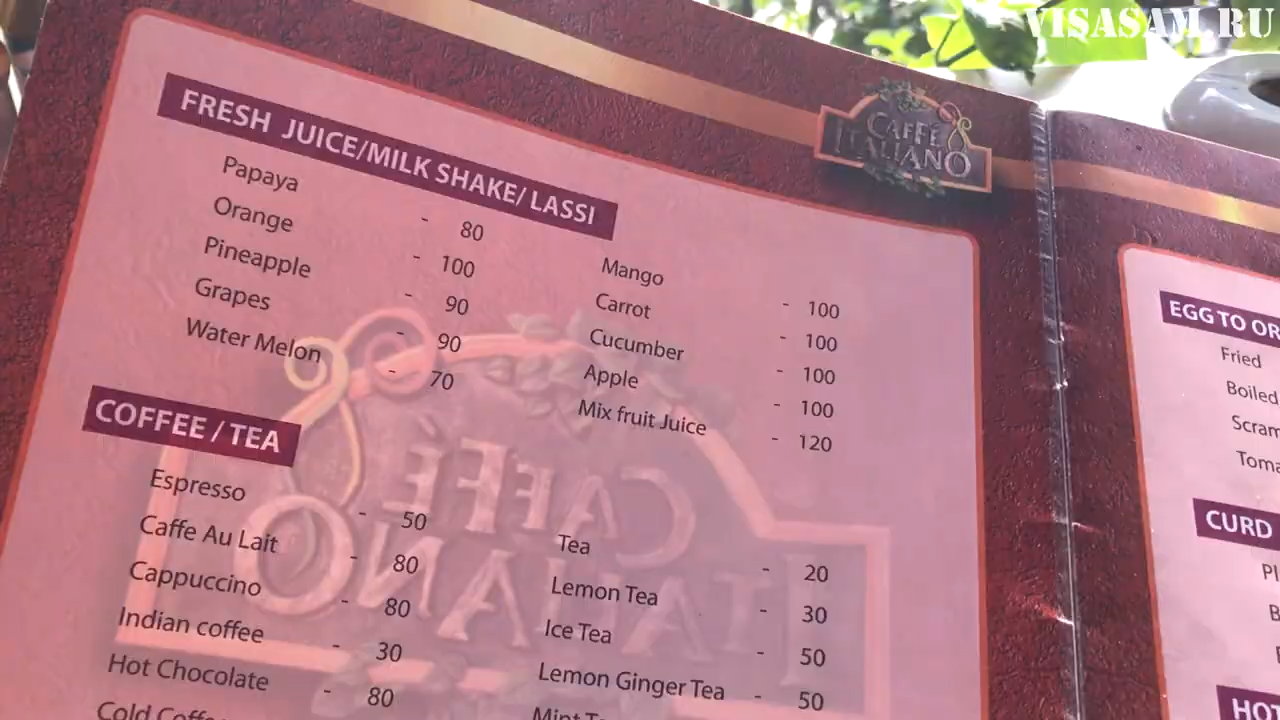 VISASAM.RU
CAFFÈ
ITALIANO
FRESH JUICE/MILK SHAKE/ LASSI
Papaya - 80
Orange - 100
Pineapple - 90
Grapes - 90
Water Melon - 70
Mango - 100
Carrot - 100
Cucumber - 100
Apple - 100
Mix fruit Juice - 120
COFFEE / TEA
Espresso - 50
Caffe Au Lait - 80
Cappuccino - 80
Indian coffee - 30
Hot Chocolate - 80
Cold
Tea - 20
Lemon Tea - 30
Ice Tea - 50
Lemon Ginger Tea - 50
Mint
EGG TO
Fried
Boiled
CURD